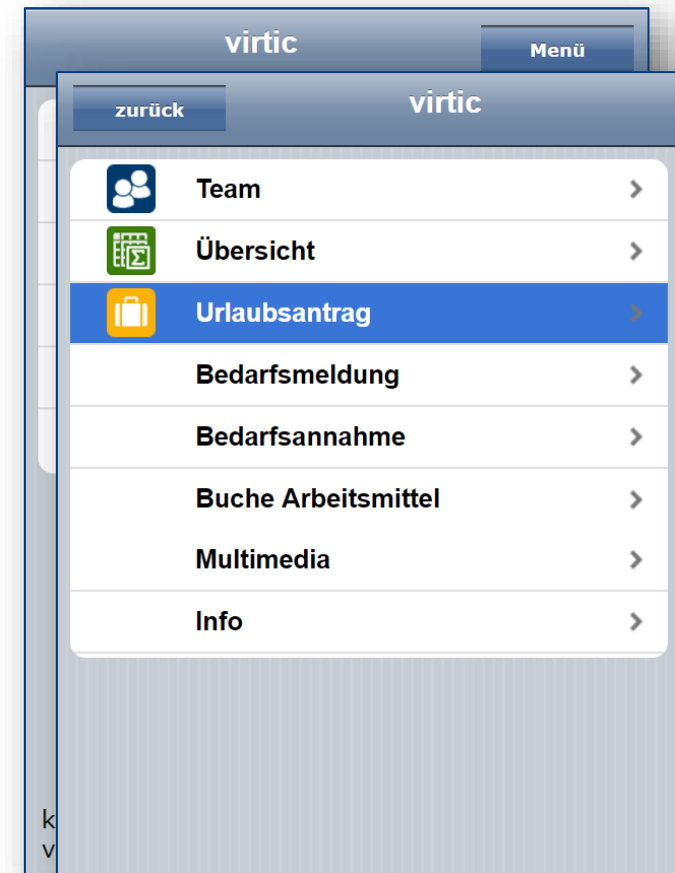 virtic
Menü
zurück
virtic
Team
Übersicht
Urlaubsantrag
Bedarfsmeldung
Bedarfsannahme
Buche Arbeitsmittel
Multimedia
Info
k
v